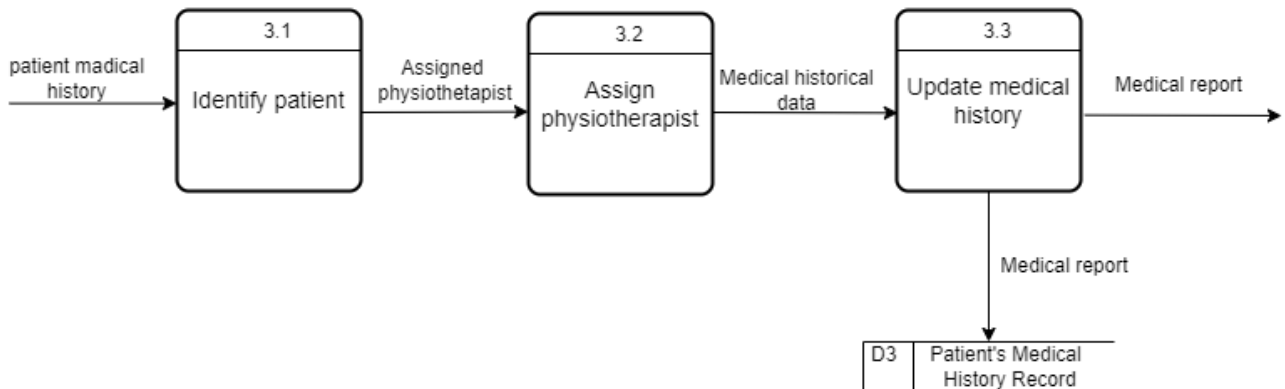 3.1
Identify patient
3.2
Assign
physiotherapist
3.3
Update medical
history
patient madical
history
Assigned
physiothetapist
Medical historical
data
Medical report
Medical report
D3
Patient's Medical
History Record